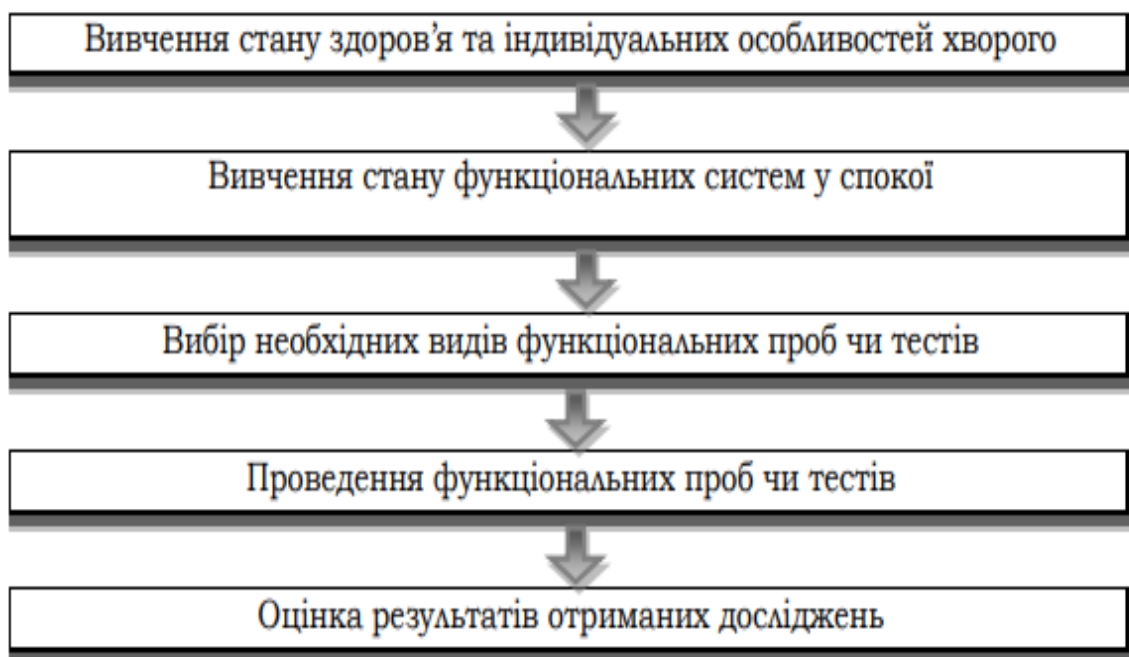 Вивчення стану здоров’я та індивідуальних особливостей хворого
Вивчення стану функціональних систем у спокої
Вибір необхідних видів функціональних проб чи тестів
Проведення функціональних проб чи тестів
Оцінка результатів отриманих досліджень